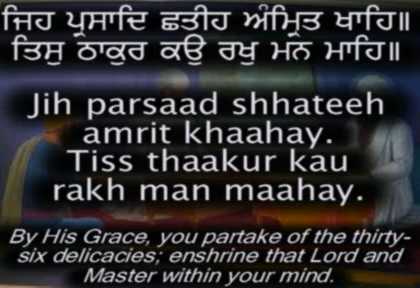 ਜਿਹ ਪ੍ਰਸਾਦਿ ਛਤੀਹ ਅੰਮ੍ਰਿਤ ਖਾਹਿ॥
ਤਿਸੁ ਠਾਕੁਰ ਕਉ ਰਖੁ ਮਨ ਮਾਹਿ॥
Jih parsaad shhateeh
amrit khaahay.
Tiss thaakur kau
rakh man maahay.
By His Grace, you partake of the thirty-
six delicacies; enshrine that Lord and
Master within your mind.